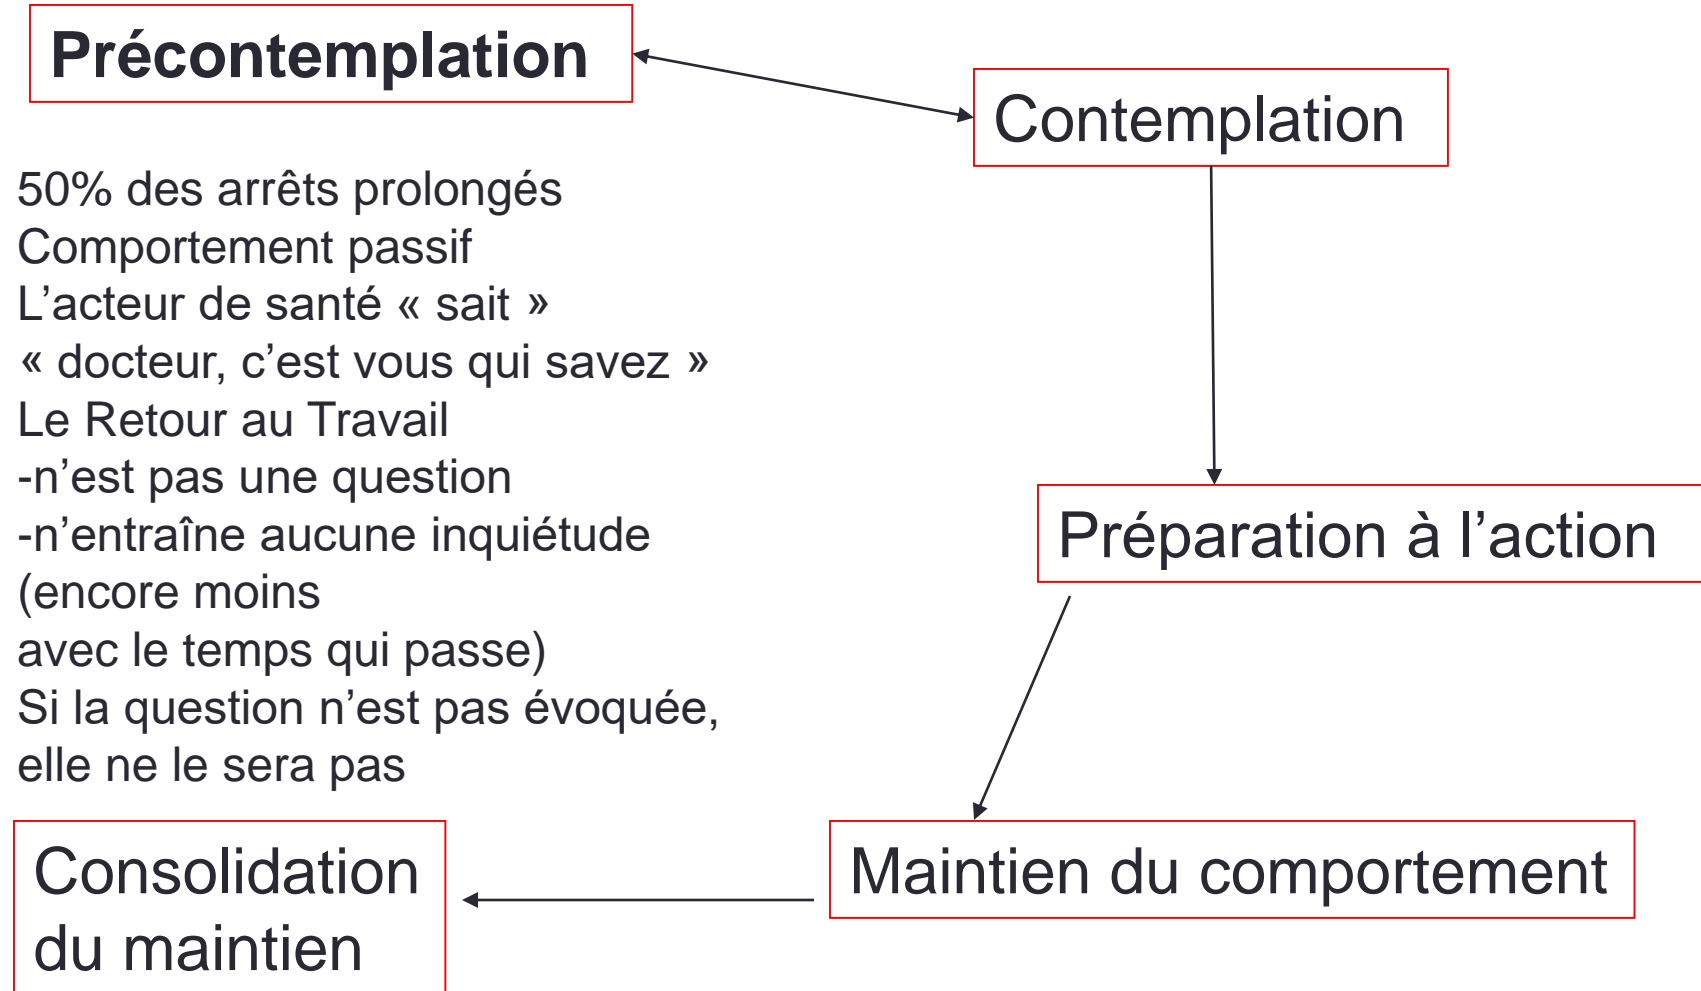 Précontemplation
Contemplation
50% des arrêts prolongés
Comportement passif
L’acteur de santé « sait »
« docteur, c’est vous qui savez »
Le Retour au Travail
-n’est pas une question
-n’entraîne aucune inquiétude
(encore moins
avec le temps qui passe)
Si la question n’est pas évoquée,
elle ne le sera pas
Préparation à l’action
Maintien du comportement
Consolidation
du maintien